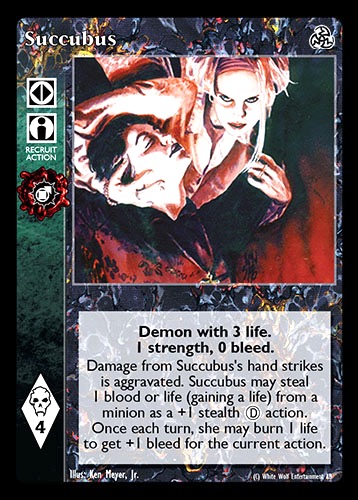 Succubus
RECRUIT
ACTION
Demon with 3 life.
1 strength, 0 bleed.
Damage from Succubus's hand strikes
is aggravated. Succubus may steal
1 blood or life (gaining a life) from a
minion as a +1 stealth Ⓓ action.
Once each turn, she may burn 1 life
to get +1 bleed for the current action.
4
Illus: Ken Meyer, Jr.
(C) White Wolf Entertainment AB